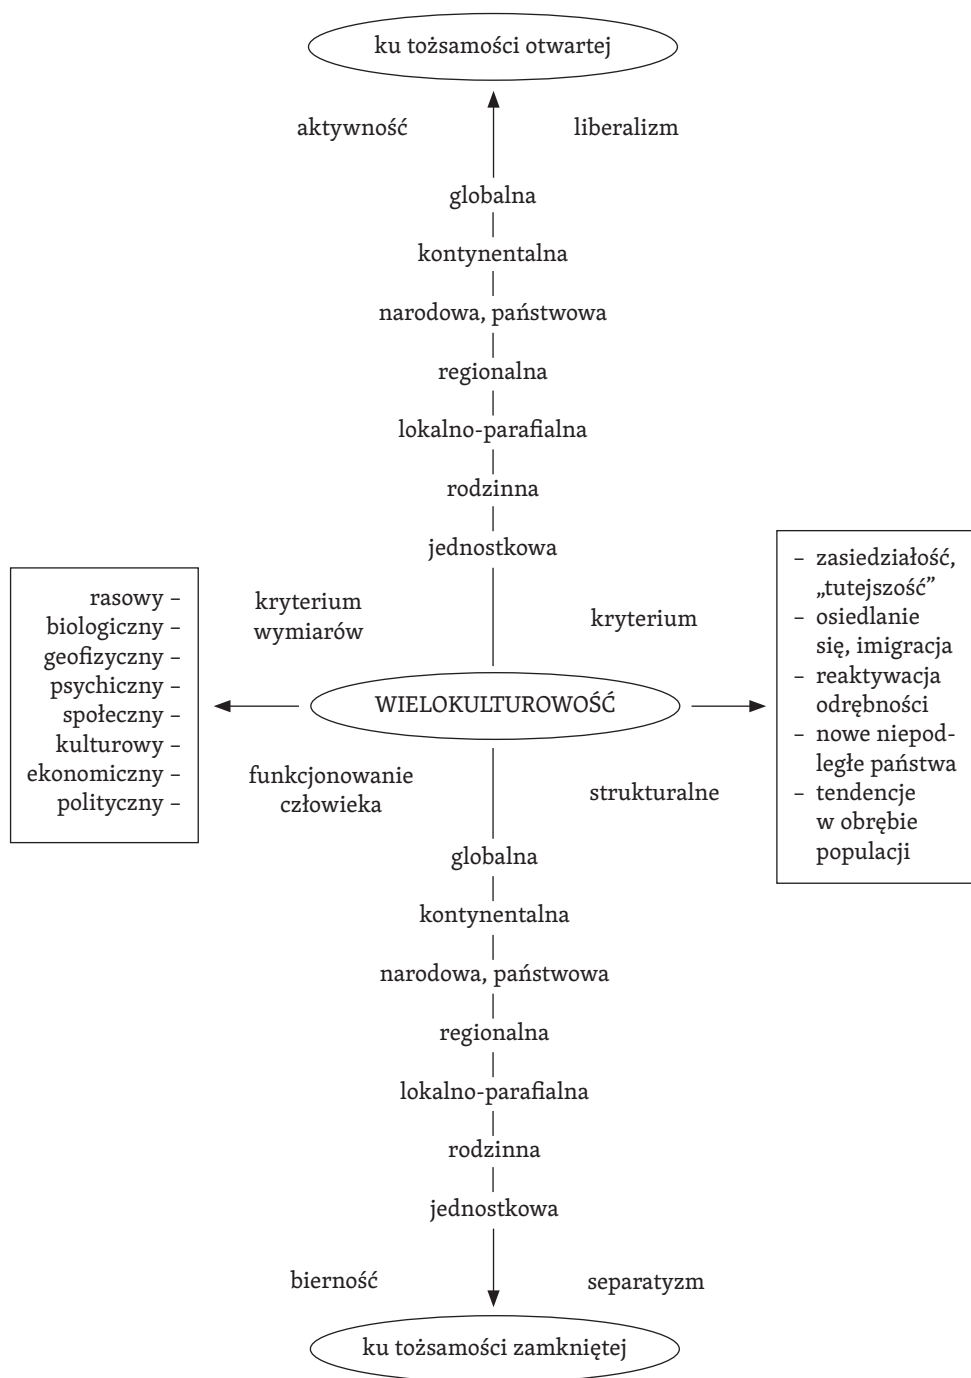 ku tożsamości otwartej
aktywność
liberalizm
globalna
kontynentalna
narodowa, państwowa
regionalna
lokalno-parafialna
rodzinna
jednostkowa
rasowy –
biologiczny –
geofizyczny –
psychiczny –
społeczny –
kulturowy –
ekonomiczny –
polityczny –
kryterium
wymiarów
kryterium
WIELOKULTUROWOŚĆ
funkcjonowanie
człowieka
strukturalne
– zasiedziałość,
„tutejszość”
– osiedlanie
się, imigracja
– reaktywacja
odrębności
– nowe niepod-
ległe państwa
– tendencje
w obrębie
populacji
globalna
kontynentalna
narodowa, państwowa
regionalna
lokalno-parafialna
rodzinna
jednostkowa
bierność
separatyzm
ku tożsamości zamkniętej